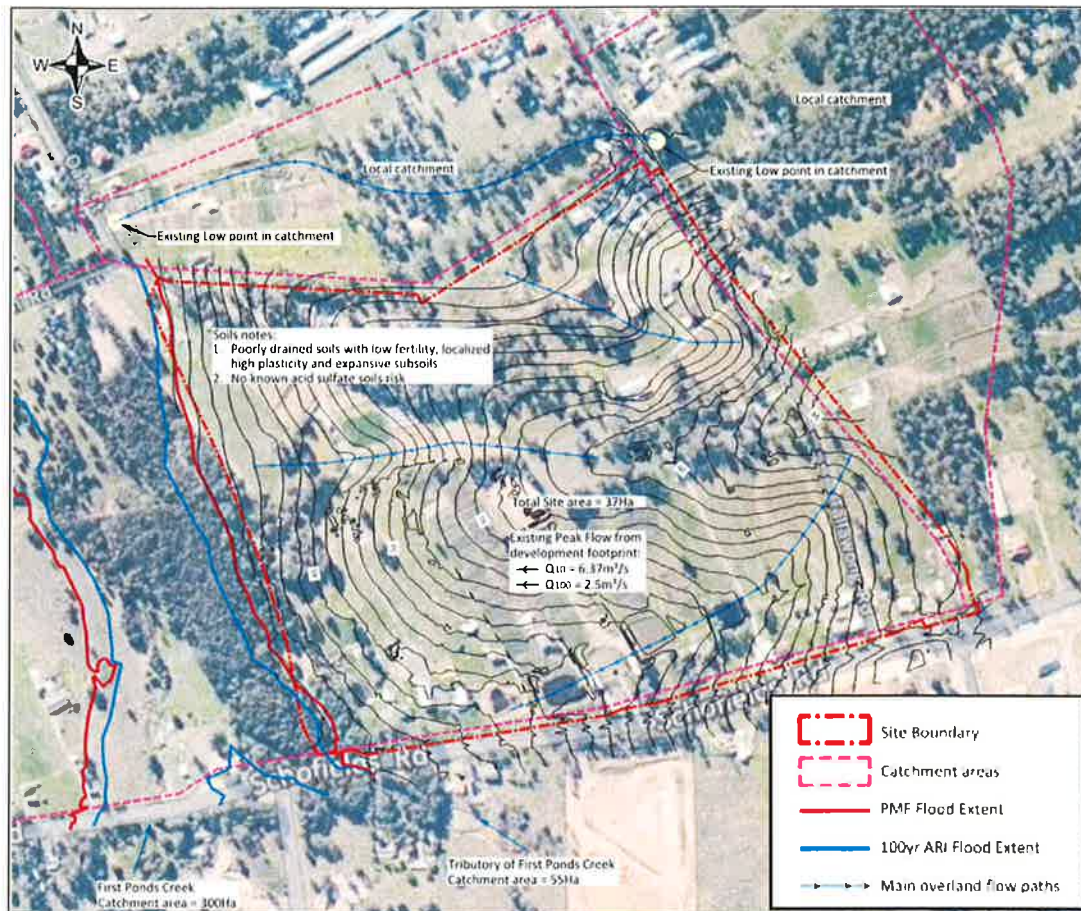 N
W E
S
Local catchment
Local catchment
Existing Low point in catchment
Existing Low point in catchment
Soils notes:
1. Poorly drained soils with low fertility, localized
high plasticity and expansive subsoils
2. No known acid sulfate soils risk
Total Site area = 37Ha
Existing Peak Flow from
development footprint:
Q10 = 6.37m³/s
Q100 = 2.5m³/s
Rd
First Ponds Creek
Catchment area = 300Ha
Tributary of First Ponds Creek
Catchment area = 55Ha
Site Boundary
Catchment areas
PMF Flood Extent
100yr ARI Flood Extent
Main overland flow paths